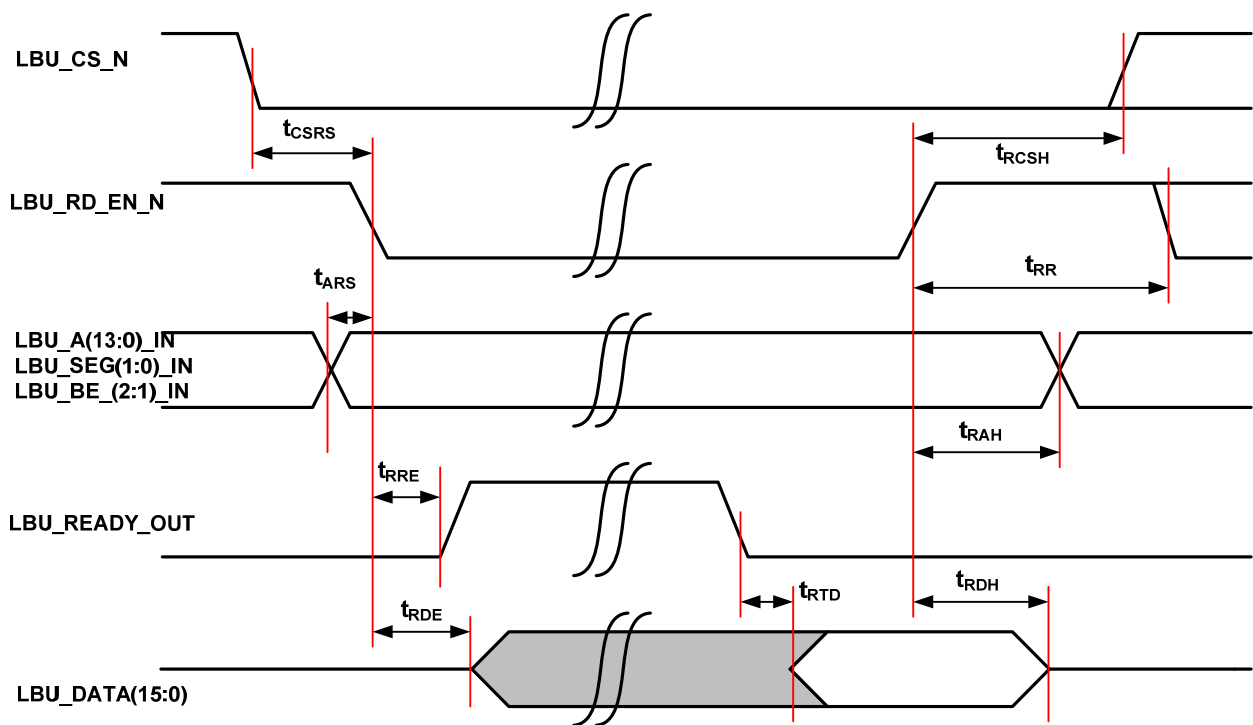 LBU_CS_N
tCSRS
tRCSH
LBU_RD_EN_N
tARS
tRR
LBU_A(13:0)_IN
LBU_SEG(1:0)_IN
LBU_BE_(2:1)_IN
tRAH
tRRE
LBU_READY_OUT
tRTD
tRDH
tRDE
LBU_DATA(15:0)